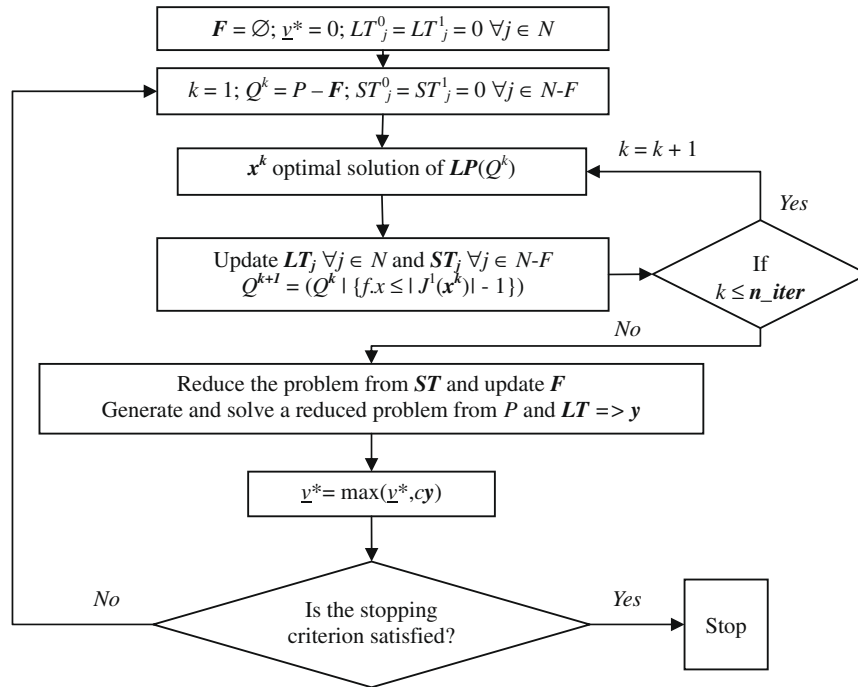 F = ∅; v* = 0; LT⁰ⱼ = LT¹ⱼ = 0 ∀j ∈ N
k = 1; Qᵏ = P – F; ST⁰ⱼ = ST¹ⱼ = 0 ∀j ∈ N-F
xᵏ optimal solution of LP(Qᵏ)
k = k + 1
Yes
Update LTⱼ ∀j ∈ N and STⱼ ∀j ∈ N-F
Qᵏ⁺¹ = (Qᵏ | {f.x ≤ | J¹(xᵏ)| - 1})
If
k ≤ n_iter
No
Reduce the problem from ST and update F
Generate and solve a reduced problem from P and LT => y
v*= max(v*,cy)
No
Is the stopping
criterion satisfied?
Yes
Stop